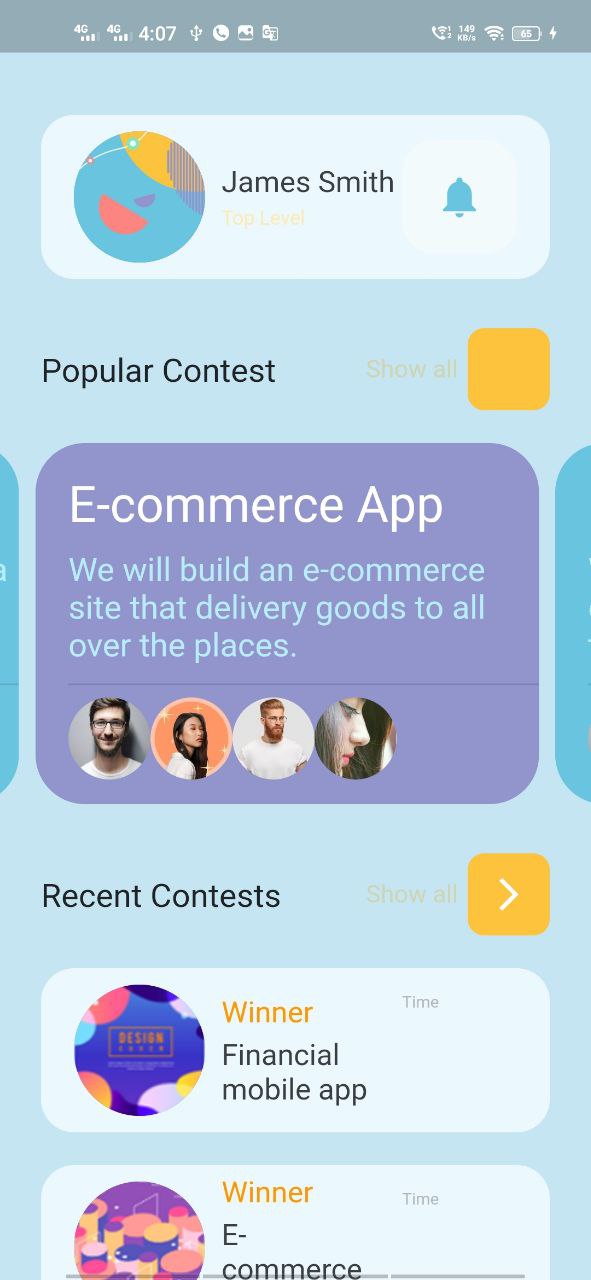 4G 4G 4:07 149 KB/s 65
James Smith
Top Level
Popular Contest Show all
E-commerce App
We will build an e-commerce
site that delivery goods to all
over the places.
Recent Contests Show all
Winner Time
Financial
mobile app
DESIGN
Winner Time
E-
commerce